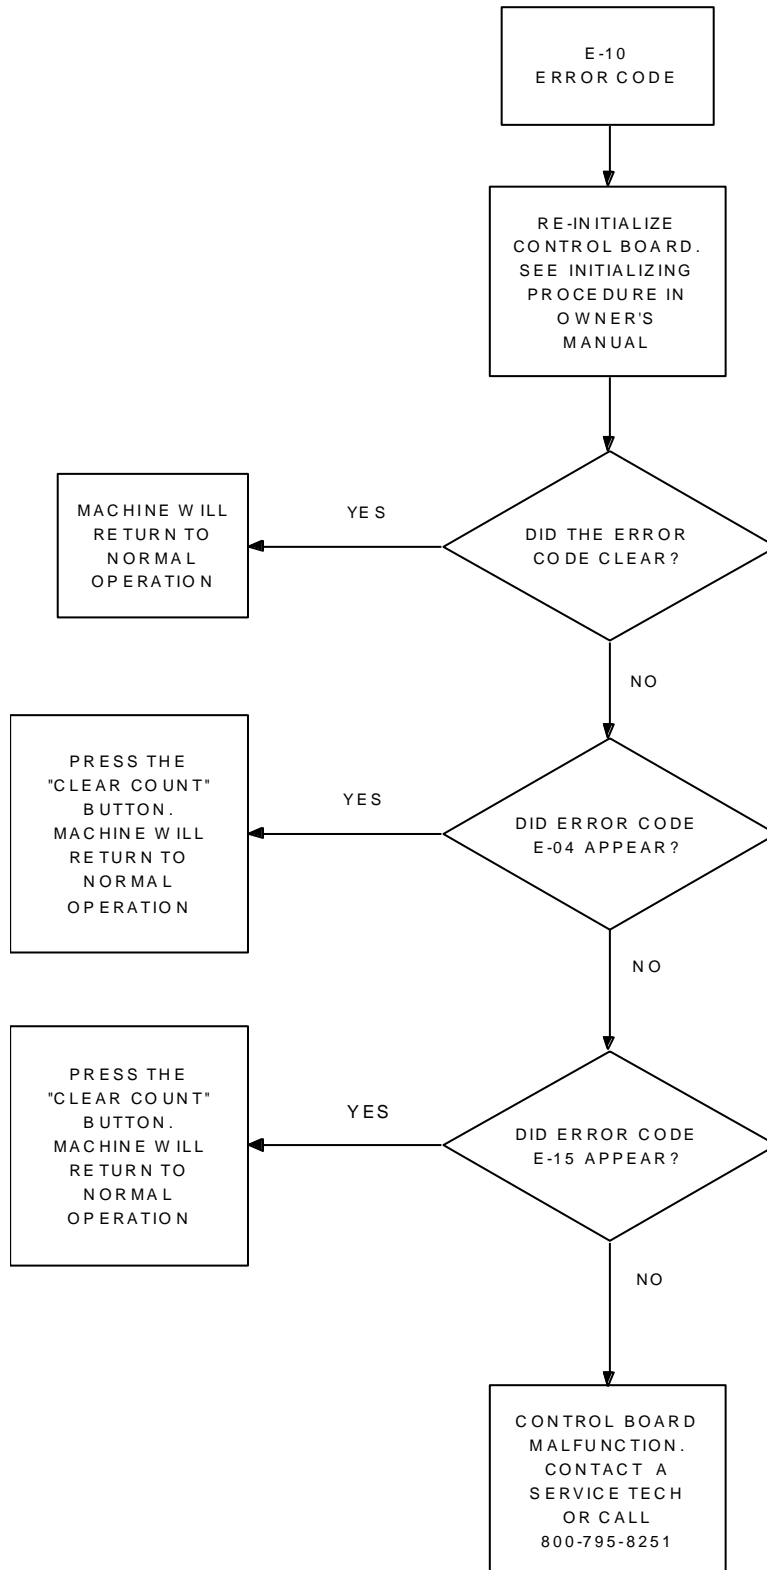 E-10
ERROR CODE
RE-INITIALIZE
CONTROL BOARD.
SEE INITIALIZING
PROCEDURE IN
OWNER'S
MANUAL
MACHINE WILL
RETURN TO
NORMAL
OPERATION
YES
DID THE ERROR
CODE CLEAR?
NO
PRESS THE
"CLEAR COUNT"
BUTTON.
MACHINE WILL
RETURN TO
NORMAL
OPERATION
YES
DID ERROR CODE
E-04 APPEAR?
NO
PRESS THE
"CLEAR COUNT"
BUTTON.
MACHINE WILL
RETURN TO
NORMAL
OPERATION
YES
DID ERROR CODE
E-15 APPEAR?
NO
CONTROL BOARD
MALFUNCTION.
CONTACT A
SERVICE TECH
OR CALL
800-795-8251